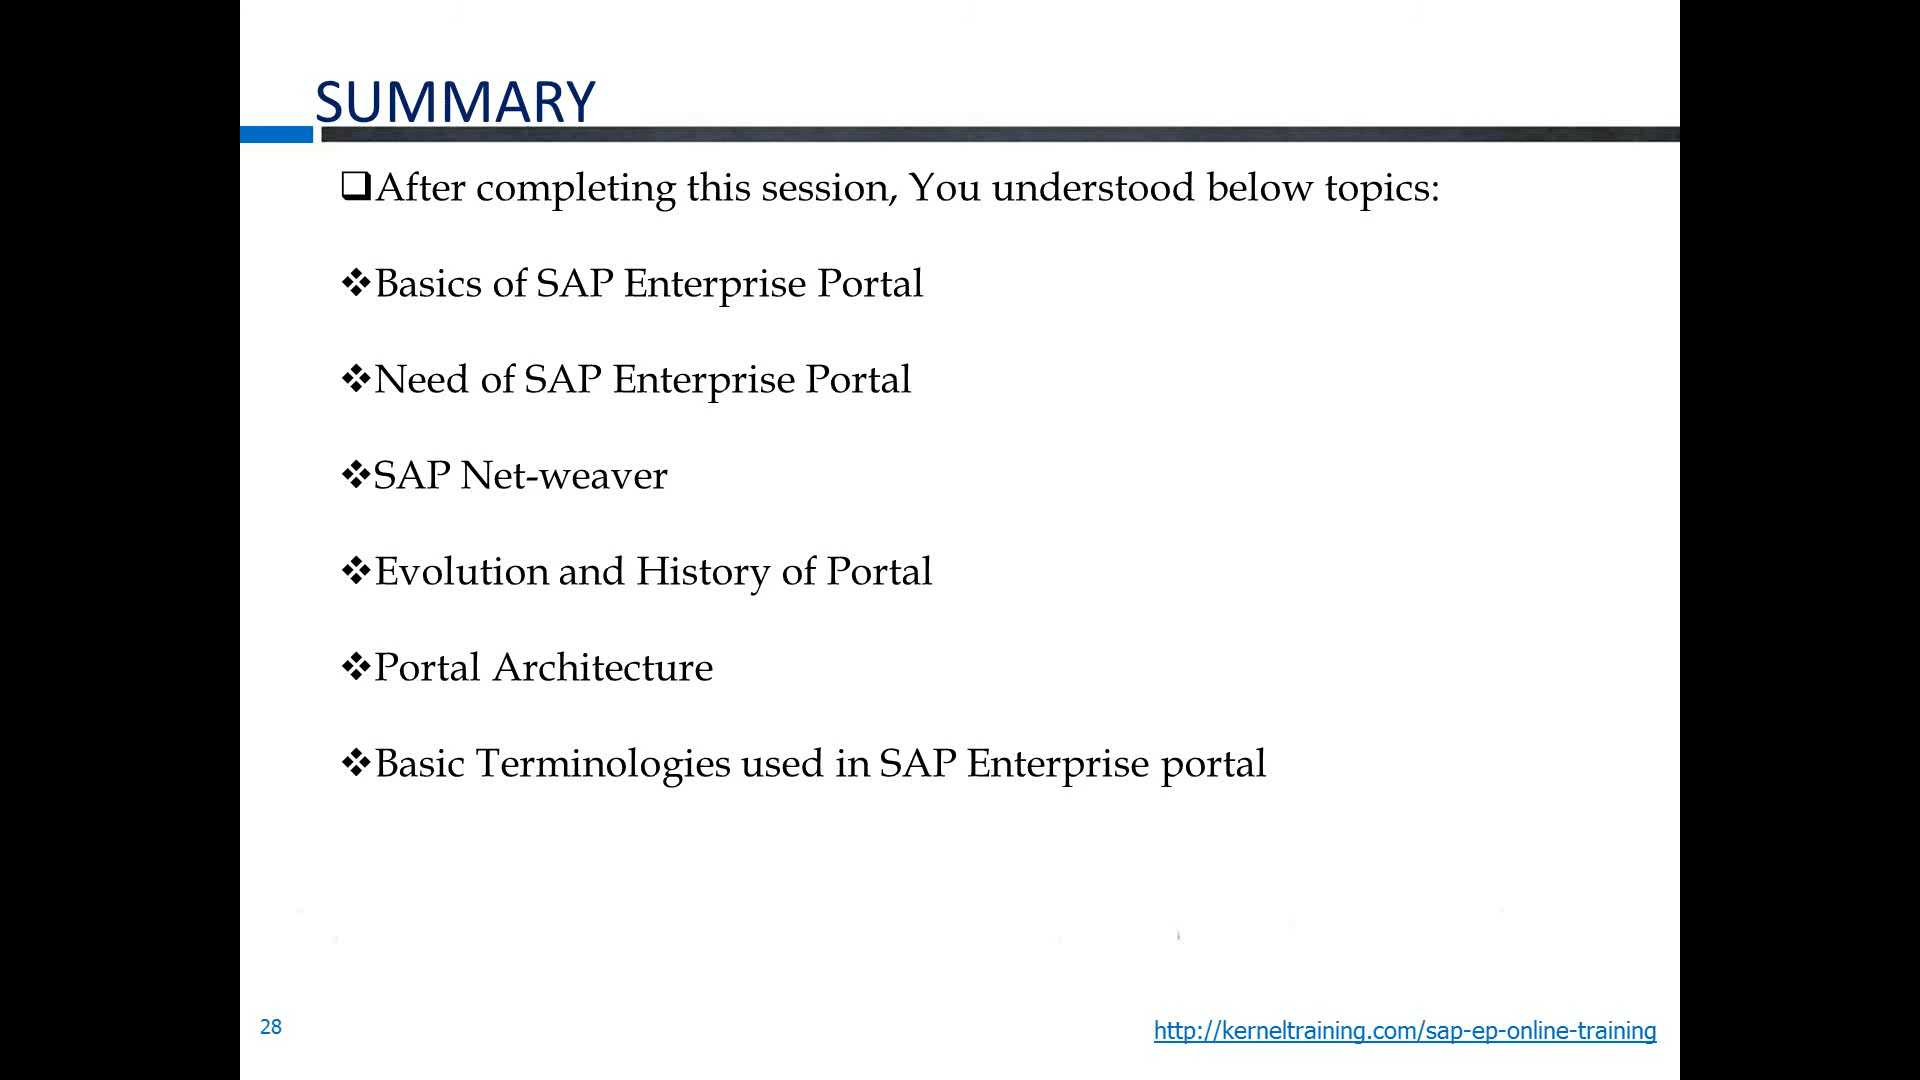 SUMMARY
❑After completing this session, You understood below topics:
❖Basics of SAP Enterprise Portal
❖Need of SAP Enterprise Portal
❖SAP Net-weaver
❖Evolution and History of Portal
❖Portal Architecture
❖Basic Terminologies used in SAP Enterprise portal
28
http://kerneltraining.com/sap-ep-online-training